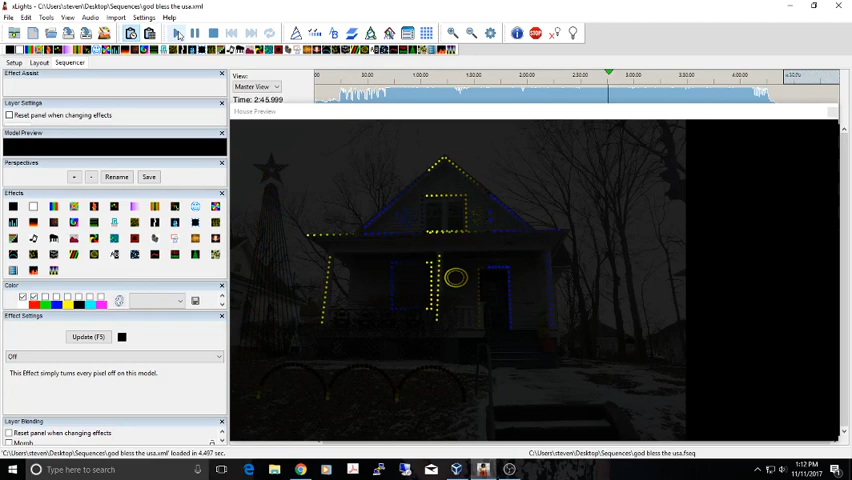 xLights - C:\Users\steven\Desktop\Sequences\god bless the usa.xml
File Edit Tools View Audio Import Settings Help
Setup Layout Sequencer
Effect Assist
Layer Settings
Reset panel when changing effects
Model Preview
Perspectives
+ - Rename Save
Effects
Color
Effect Settings
Update (F5)
Off
This Effect simply turns every pixel off on this model.
Layer Blending
Reset panel when changing effects
Morph
View:
Master View
Time: 2:45.999
House Preview
'C:\Users\steven\Desktop\Sequences\god bless the usa.xml' loaded in 4.497 sec.
C:\Users\steven\Desktop\Sequences\god bless the usa.fseq
Type here to search
1:12 PM
11/11/2017